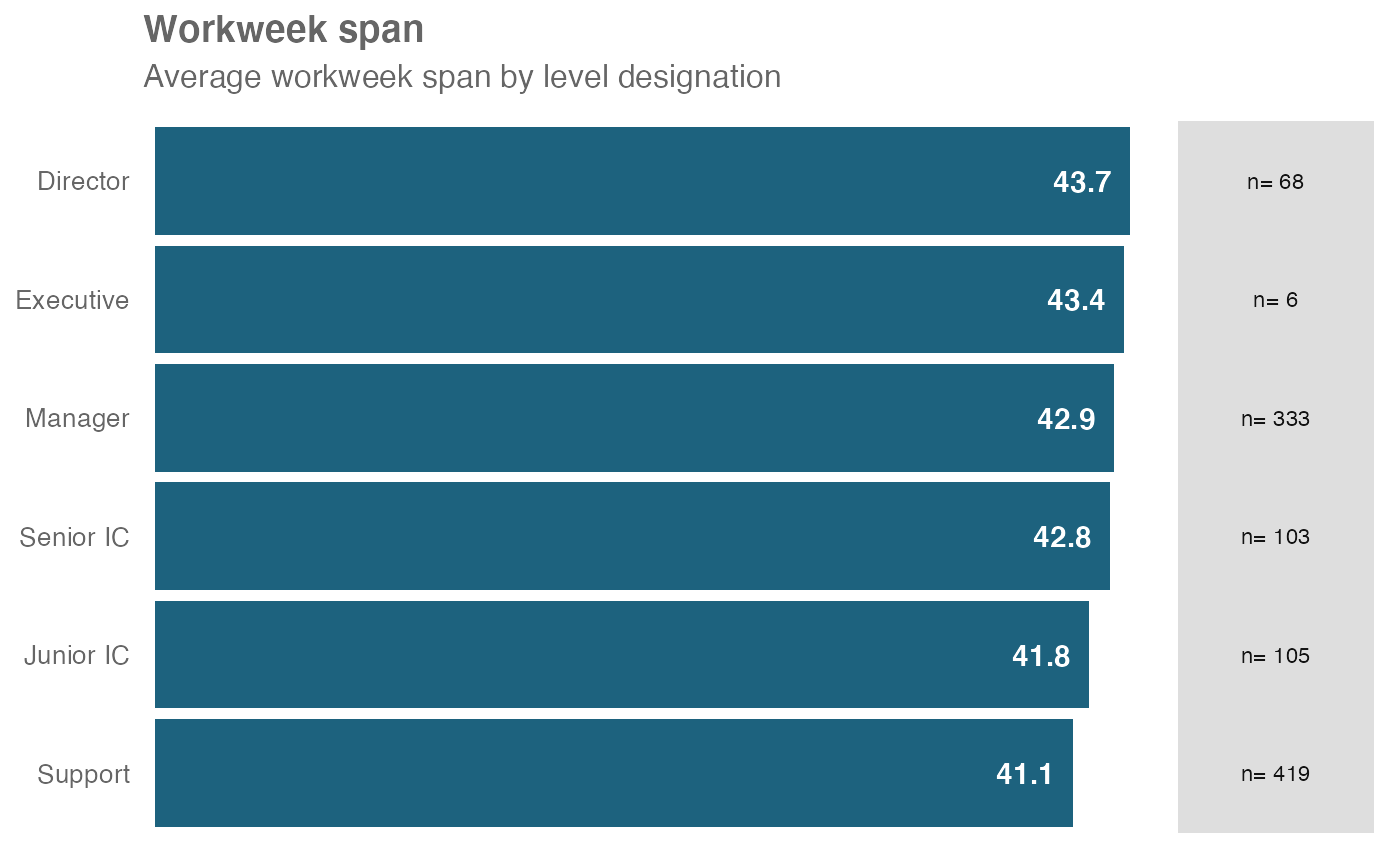 Workweek span
Average workweek span by level designation
Director 43.7 n= 68
Executive 43.4 n= 6
Manager 42.9 n= 333
Senior IC 42.8 n= 103
Junior IC 41.8 n= 105
Support 41.1 n= 419